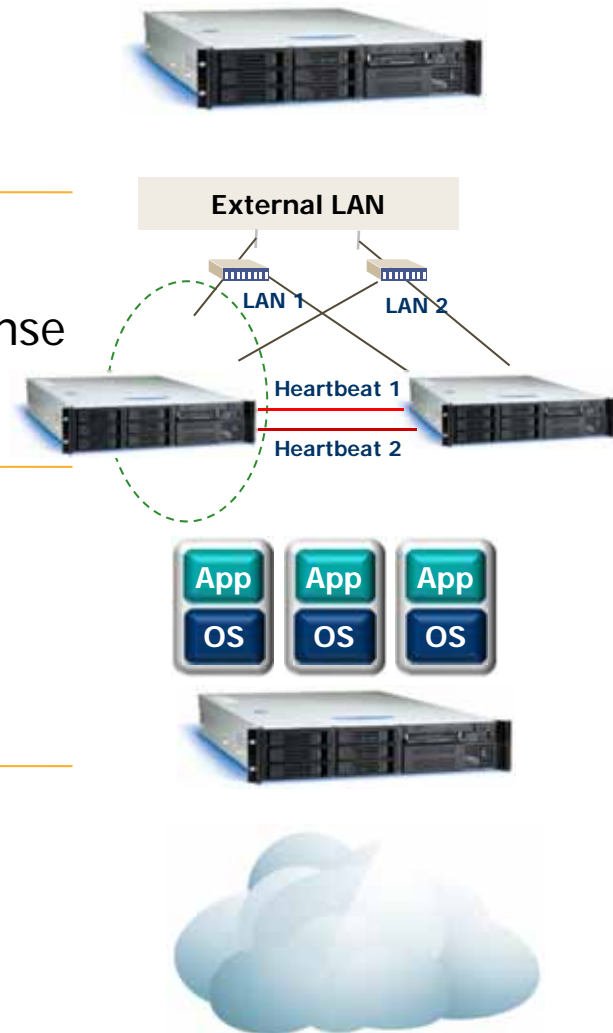 External LAN
LAN 1
LAN 2
nse
Heartbeat 1
Heartbeat 2
App App App
OS OS OS